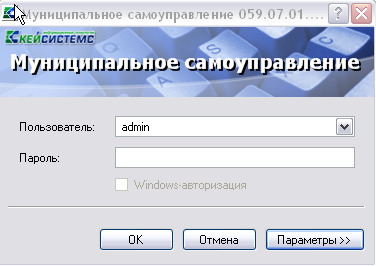 Муниципальное самоуправление 059.07.01....
КЕЙСИСТЕМС
Муниципальное самоуправление
Пользователь:
admin
Пароль:
Windows-авторизация
OK
Отмена
Параметры >>